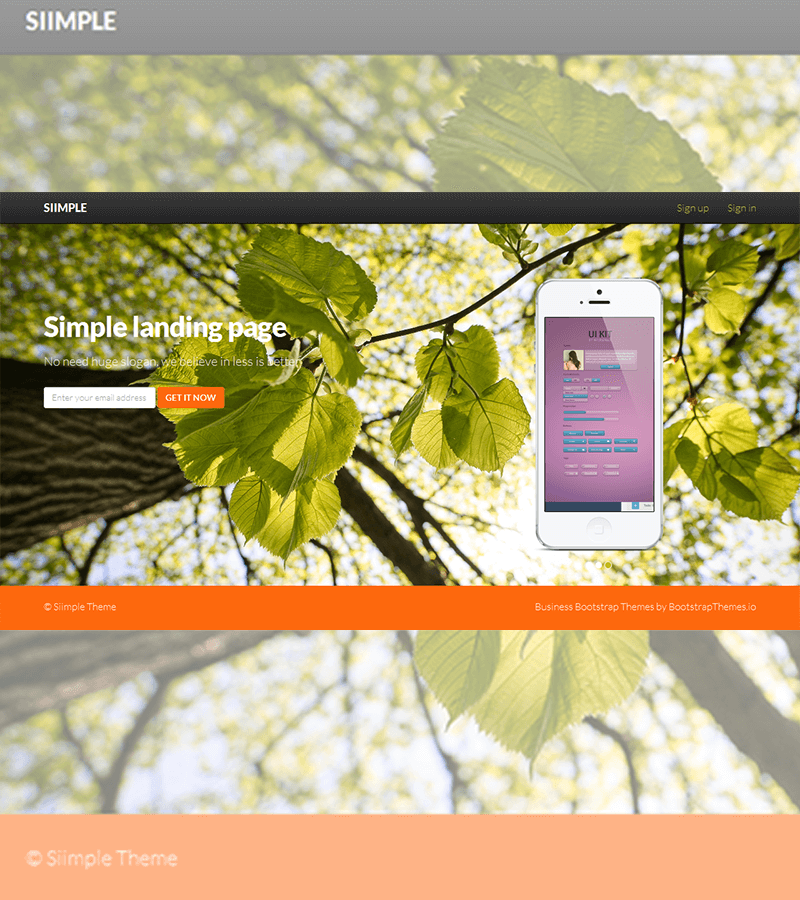 SIIMPLE
SIIMPLE
Sign up Sign in
Simple landing page
No need huge slogan, we believe in less is better.
Enter your email address GET IT NOW
UI KIT
© Siimple Theme Business Bootstrap Themes by BootstrapThemes.io
© Siimple Theme